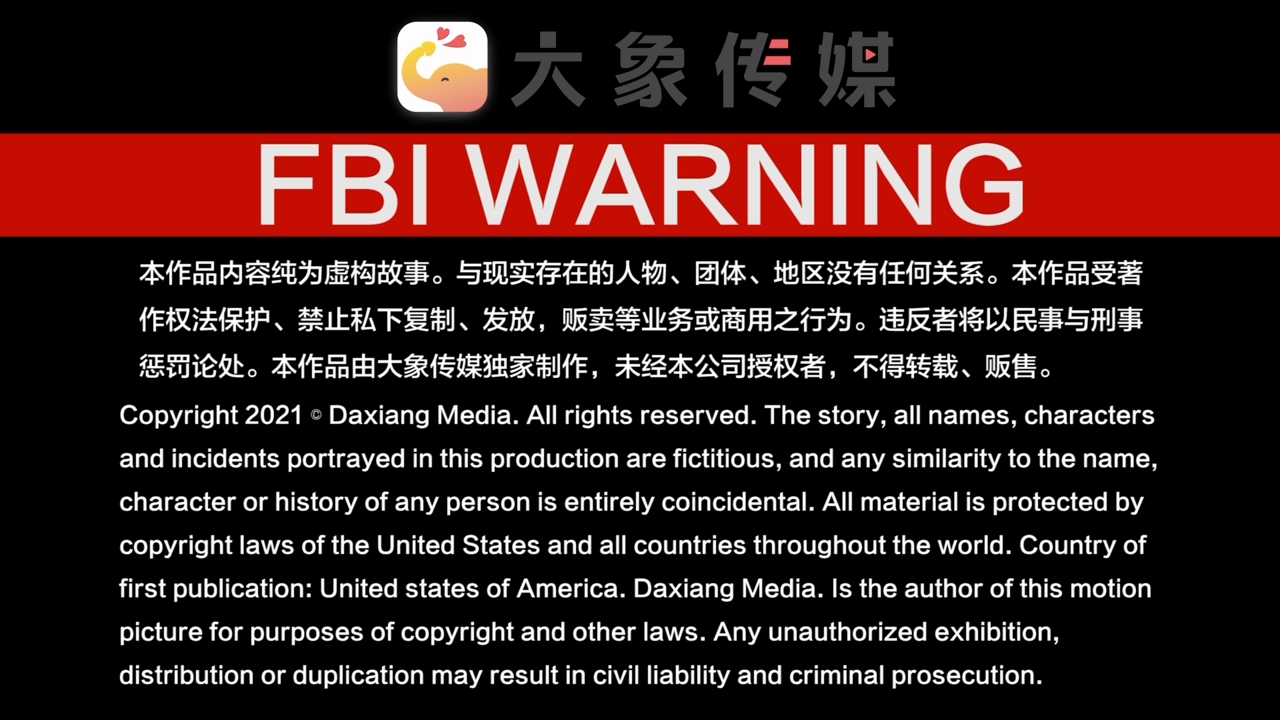 大象传媒
FBI WARNING
本作品内容纯为虚构故事。与现实存在的人物、团体、地区没有任何关系。本作品受著
作权法保护、禁止私下复制、发放，贩卖等业务或商用之行为。违反者将以民事与刑事
惩罚论处。本作品由大象传媒独家制作，未经本公司授权者，不得转载、贩售。
Copyright 2021 © Daxiang Media. All rights reserved. The story, all names, characters
and incidents portrayed in this production are fictitious, and any similarity to the name,
character or history of any person is entirely coincidental. All material is protected by
copyright laws of the United States and all countries throughout the world. Country of
first publication: United states of America. Daxiang Media. Is the author of this motion
picture for purposes of copyright and other laws. Any unauthorized exhibition,
distribution or duplication may result in civil liability and criminal prosecution.